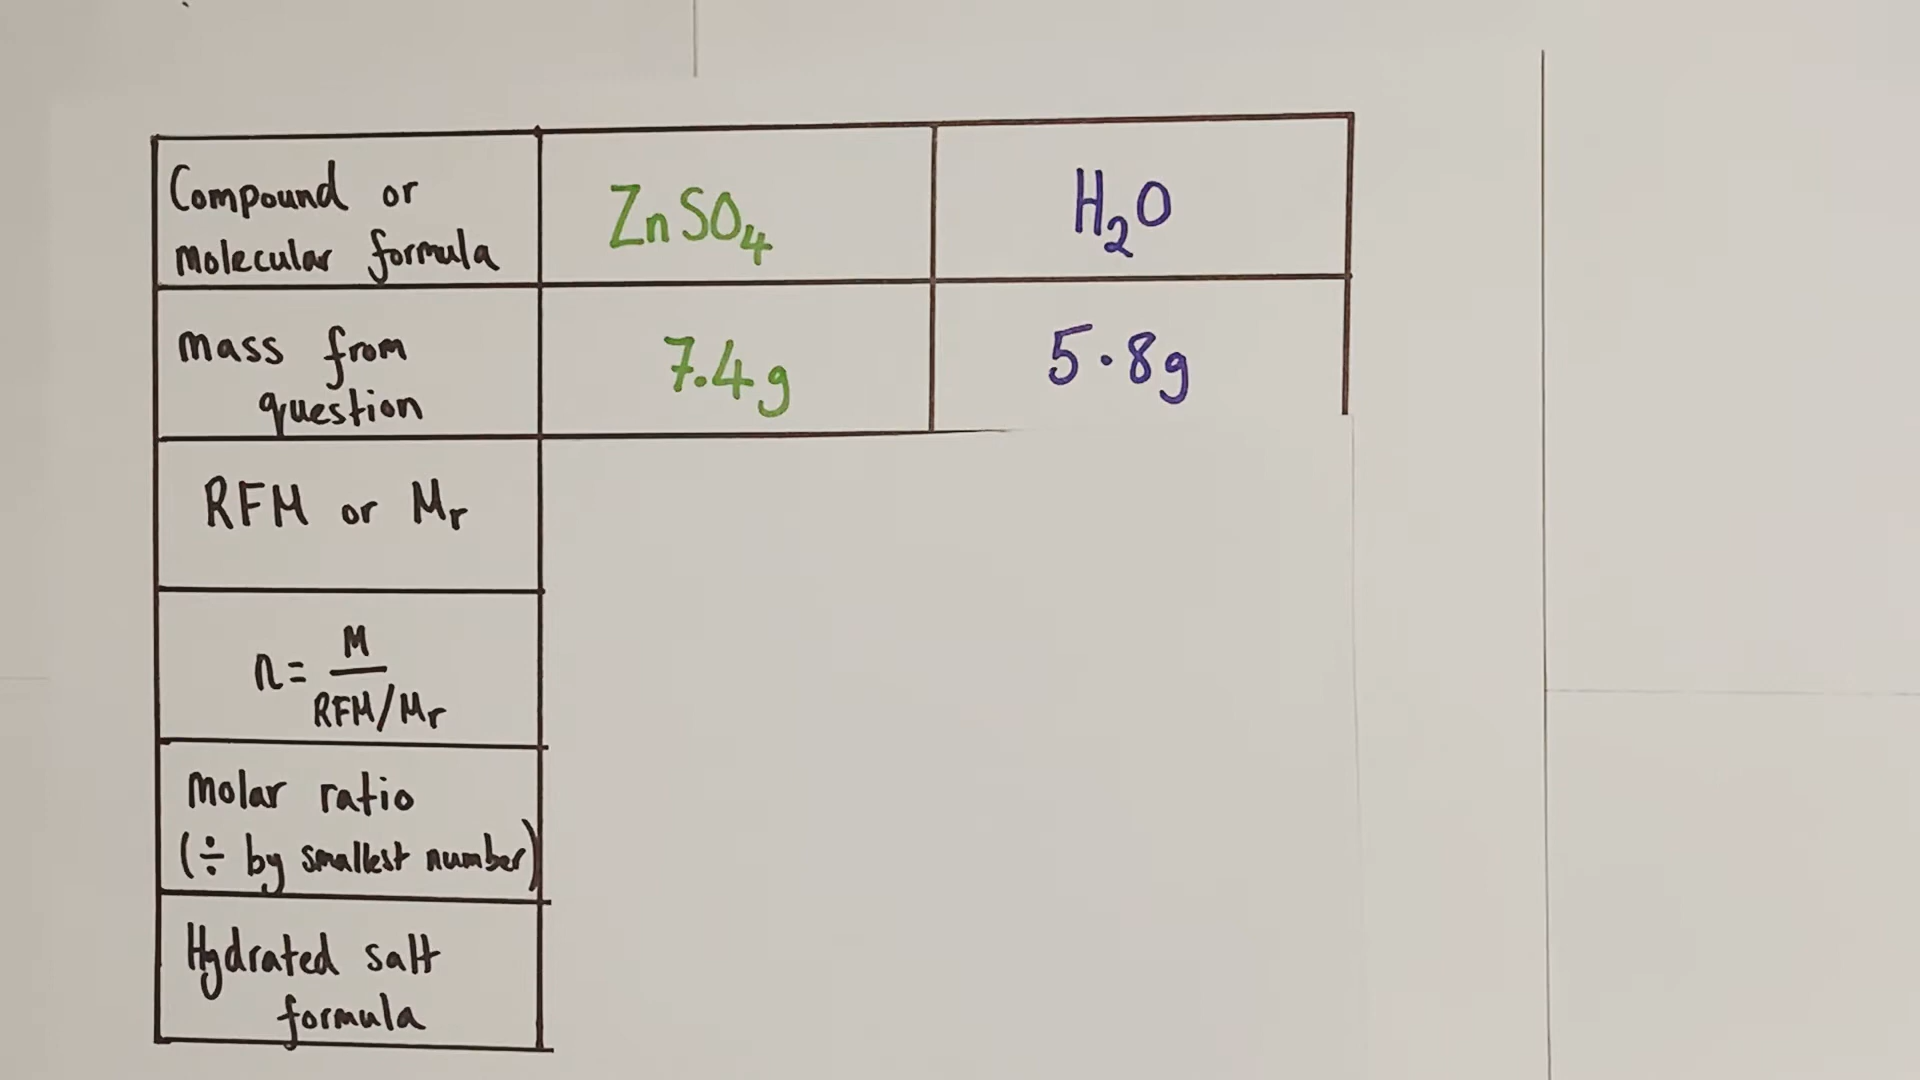 Compound or
molecular formula
ZnSO₄
H₂O
mass from
question
7.4g
5.8g
RFM or Mr
n = M
RFM/Mr
Molar ratio
(÷ by smallest number)
Hydrated salt
formula